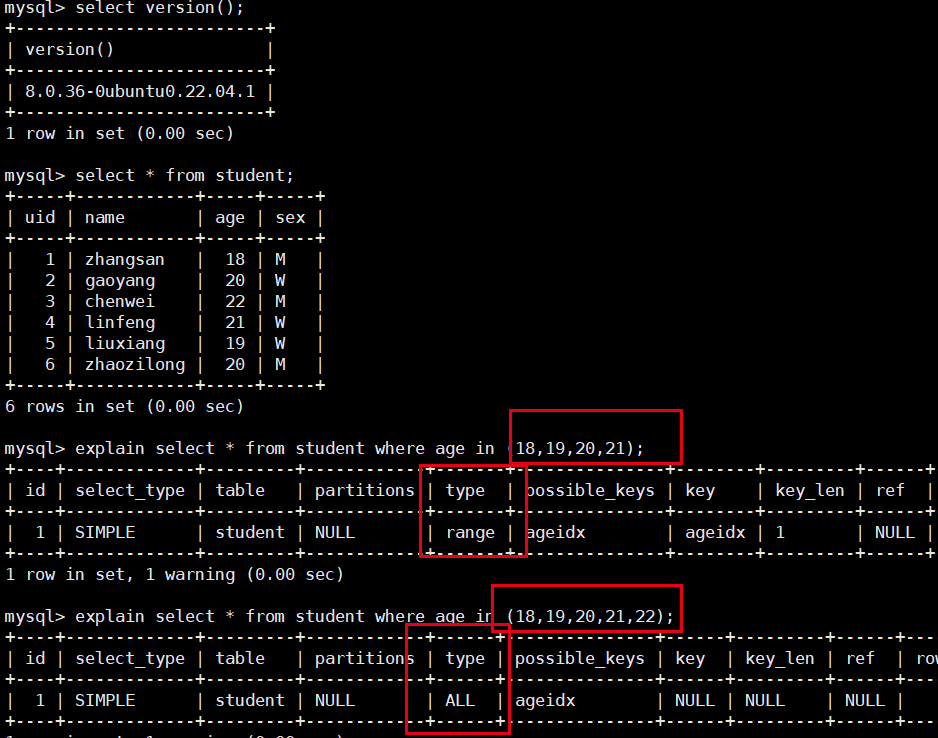 mysql> select version();
+-------------------------+
| version()               |
+-------------------------+
| 8.0.36-0ubuntu0.22.04.1 |
+-------------------------+
1 row in set (0.00 sec)
mysql> select * from student;
+-----+------------+-----+-----+
| uid | name       | age | sex |
+-----+------------+-----+-----+
|   1 | zhangsan   |  18 | M   |
|   2 | gaoyang    |  20 | W   |
|   3 | chenwei    |  22 | M   |
|   4 | linfeng    |  21 | W   |
|   5 | liuxiang   |  19 | W   |
|   6 | zhaozilong |  20 | M   |
+-----+------------+-----+-----+
6 rows in set (0.00 sec)
mysql> explain select * from student where age in (18,19,20,21);
+----+-------------+---------+------------+-------+---------------+--------+---------+------+
| id | select_type | table   | partitions | type  | possible_keys | key    | key_len | ref  |
+----+-------------+---------+------------+-------+---------------+--------+---------+------+
|  1 | SIMPLE      | student | NULL       | range | ageidx        | ageidx | 1       | NULL |
+----+-------------+---------+------------+-------+---------------+--------+---------+------+
1 row in set, 1 warning (0.00 sec)
mysql> explain select * from student where age in (18,19,20,21,22);
+----+-------------+---------+------------+------+---------------+------+---------+------+---
| id | select_type | table   | partitions | type | possible_keys | key  | key_len | ref  | row
+----+-------------+---------+------------+------+---------------+------+---------+------+---
|  1 | SIMPLE      | student | NULL       | ALL  | ageidx        | NULL | NULL    | NULL |
+----+-------------+---------+------------+------+---------------+------+---------+------+---